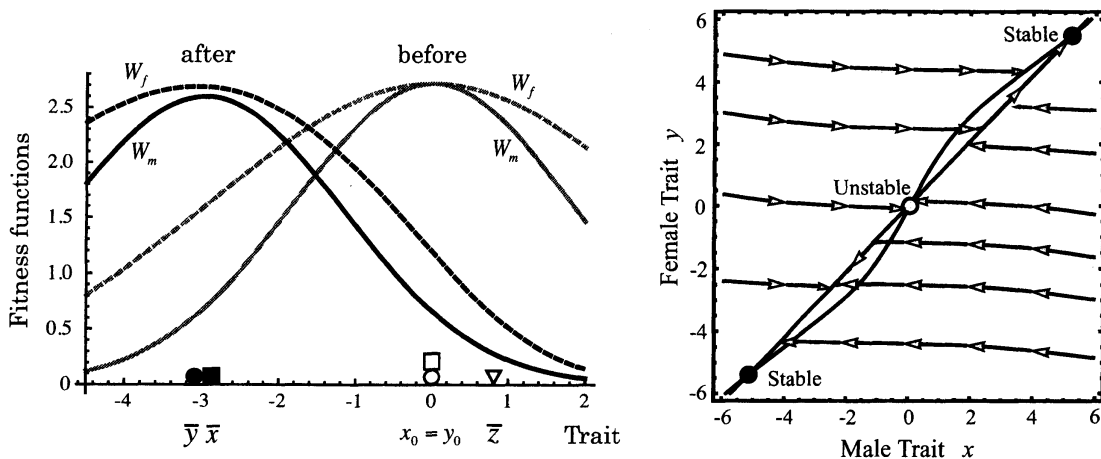 after before
W_f W_f
W_m W_m
Fitness functions
2.5
2.0
1.5
1.0
0.5
0
-4 -3 -2 -1 0 1 2
y̅ x̅ x₀ = y₀ z̅ Trait
6
4
2
0
-2
-4
-6
Female Trait y
Stable
Unstable
Stable
-6 -4 -2 0 2 4 6
Male Trait x